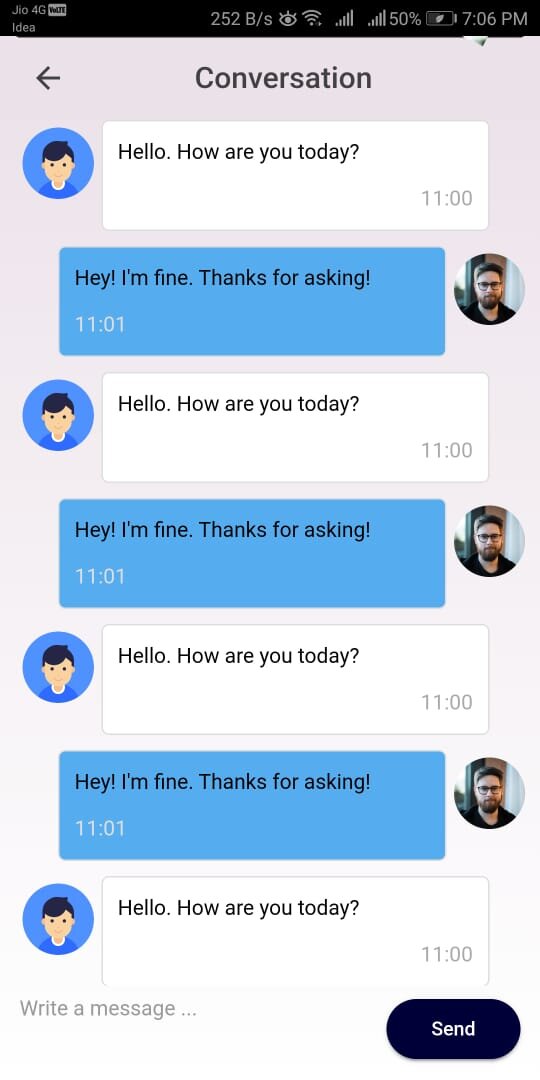 Jio 4G VoLTE
Idea
252 B/s 50% 7:06 PM
Conversation
Hello. How are you today?
11:00
Hey! I'm fine. Thanks for asking!
11:01
Hello. How are you today?
11:00
Hey! I'm fine. Thanks for asking!
11:01
Hello. How are you today?
11:00
Hey! I'm fine. Thanks for asking!
11:01
Hello. How are you today?
11:00
Write a message ...
Send